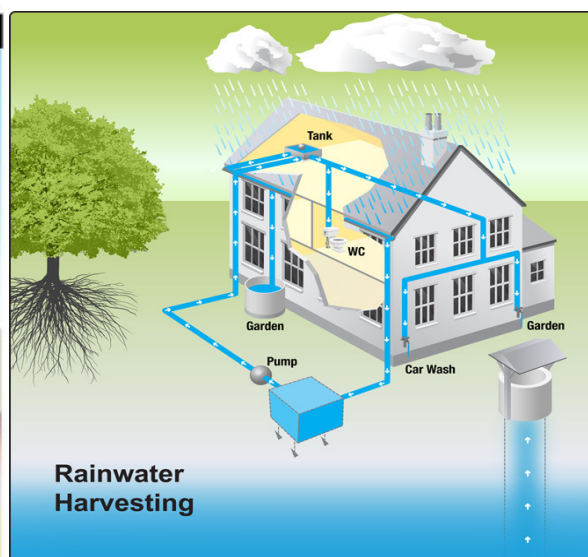 Tank
WC
Garden
Garden
Pump
Car Wash
Rainwater
Harvesting